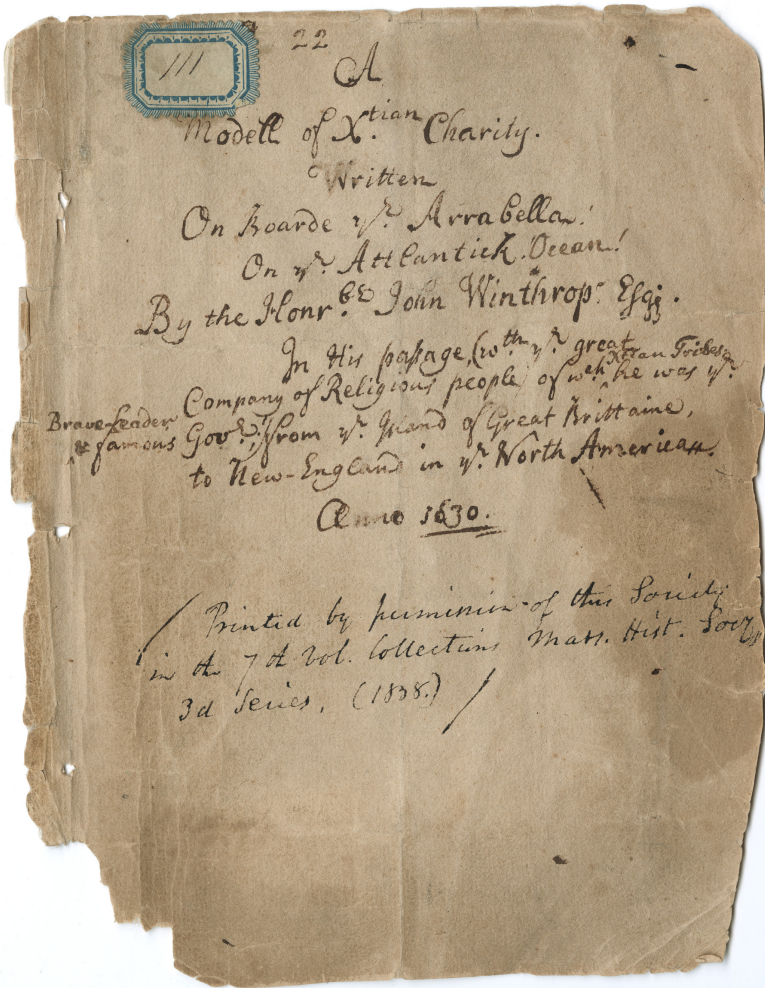 111
22
A
Modell of Xtian Charity.
Written
On Boarde ye. Arrabella!
On ye. Attlantick. Ocean!
By the Honrble John Winthrop. Esqr.
In His passage, (wth ye. great
Company of Religious people, of wch Xtian Tribes he was ye.
Brave Leader & famous Govr;) from ye. Island of Great Brittaine,
to New-England in ye. North America.
Anno 1630.
(Printed by permission of this Society
in the 7th Vol. Collections Mass. Hist. Socy,
3d Series, (1838.)